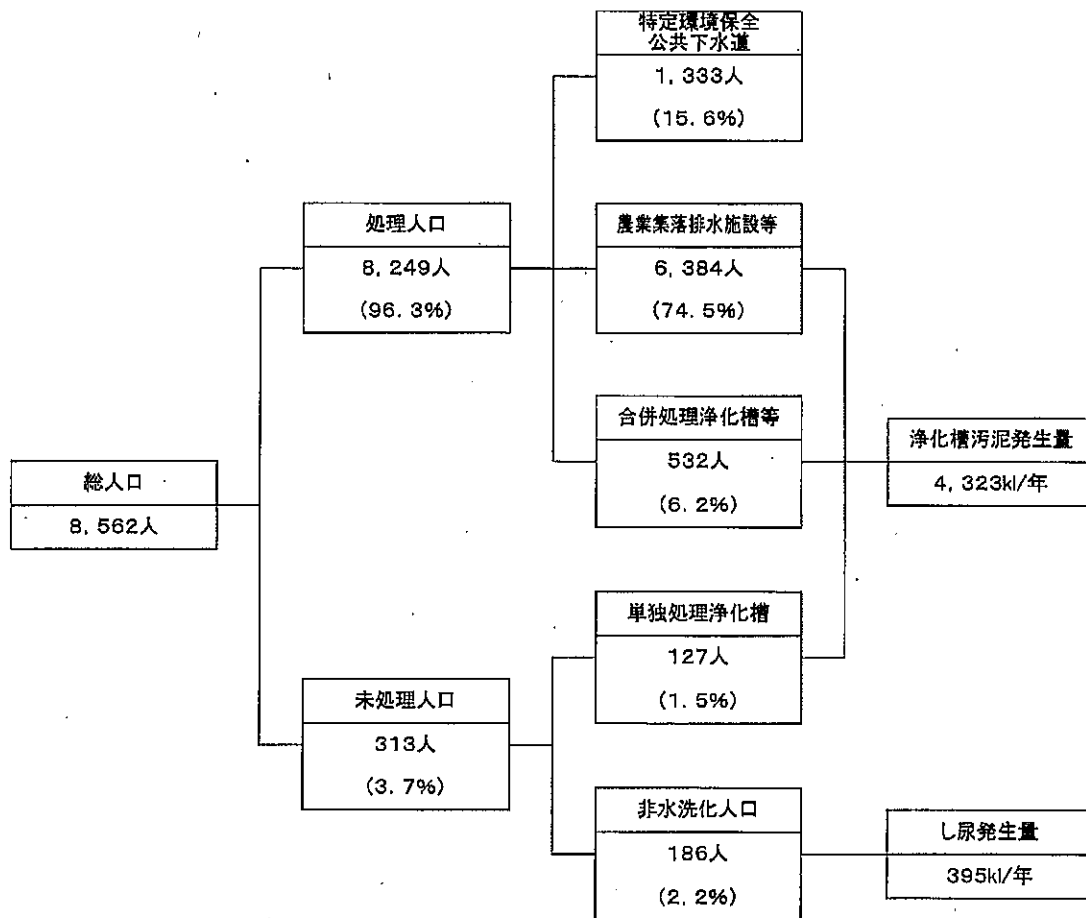 特定環境保全
公共下水道
1,333人
(15.6%)
処理人口
8,249人
(96.3%)
農業集落排水施設等
6,384人
(74.5%)
合併処理浄化槽等
532人
(6.2%)
浄化槽汚泥発生量
4,323kl/年
総人口
8,562人
単独処理浄化槽
127人
(1.5%)
未処理人口
313人
(3.7%)
非水洗化人口
186人
(2.2%)
し尿発生量
395kl/年